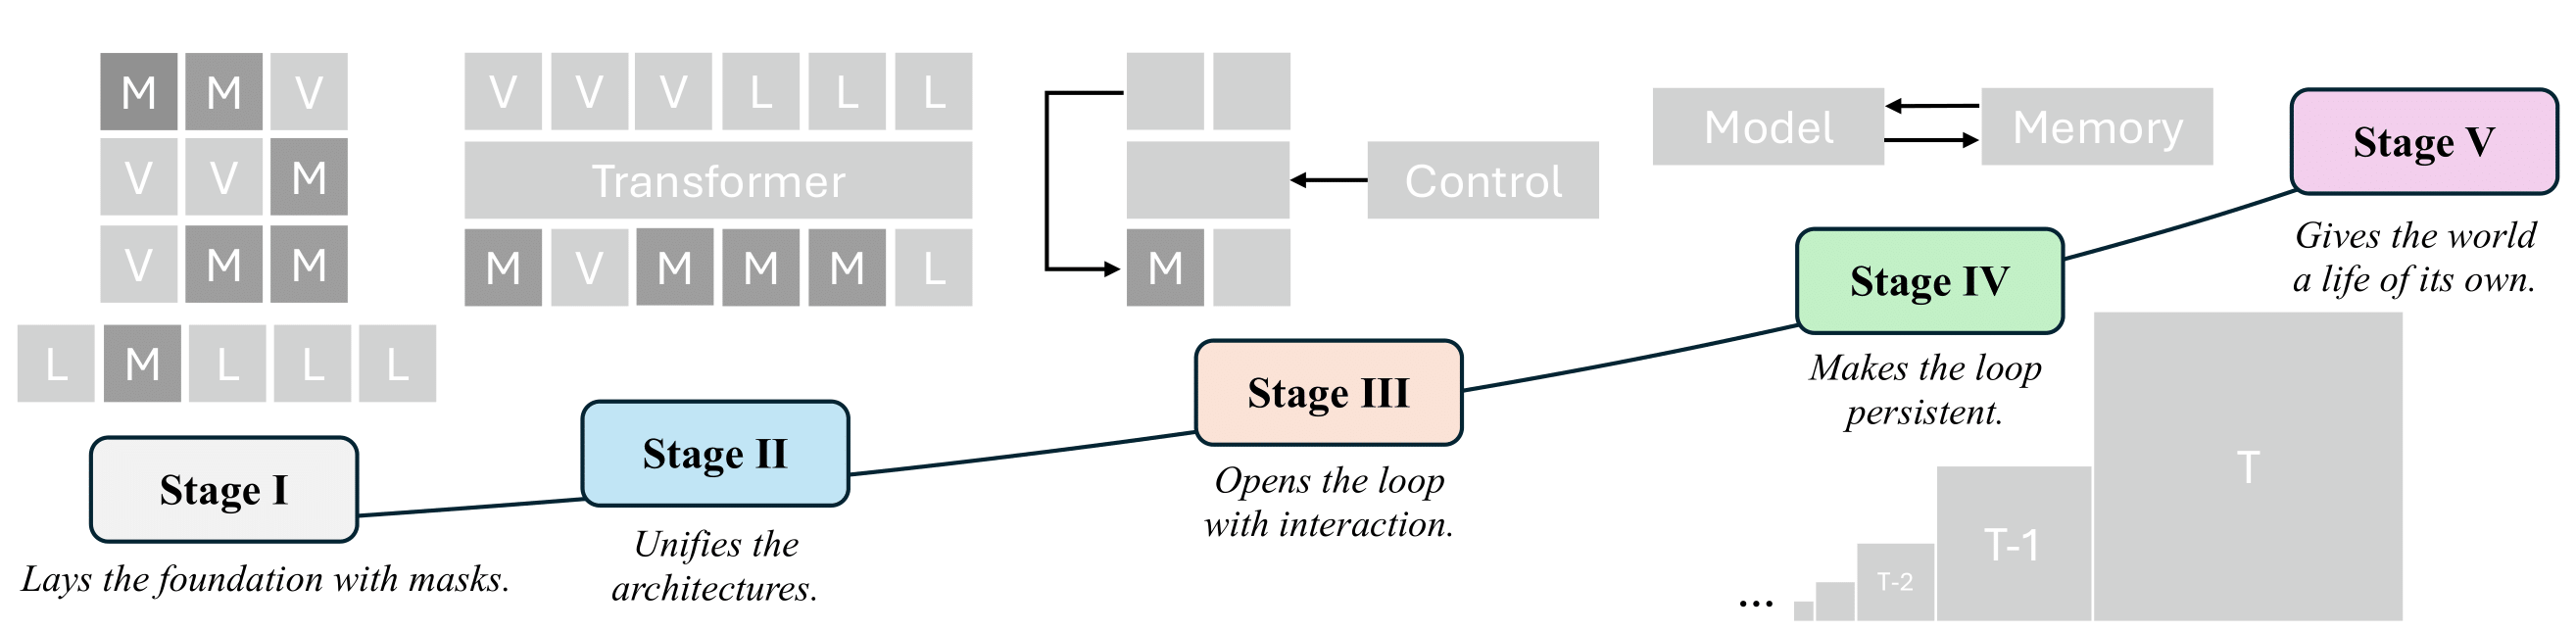 M M V
V V M
V M M
L M L L L
Stage I
Lays the foundation with masks.
V V V L L L
Transformer
M V M M M L
Stage II
Unifies the
architectures.
Control
M
Stage III
Opens the loop
with interaction.
Model
Memory
Stage IV
Makes the loop
persistent.
Stage V
Gives the world
a life of its own.
... T-2 T-1 T